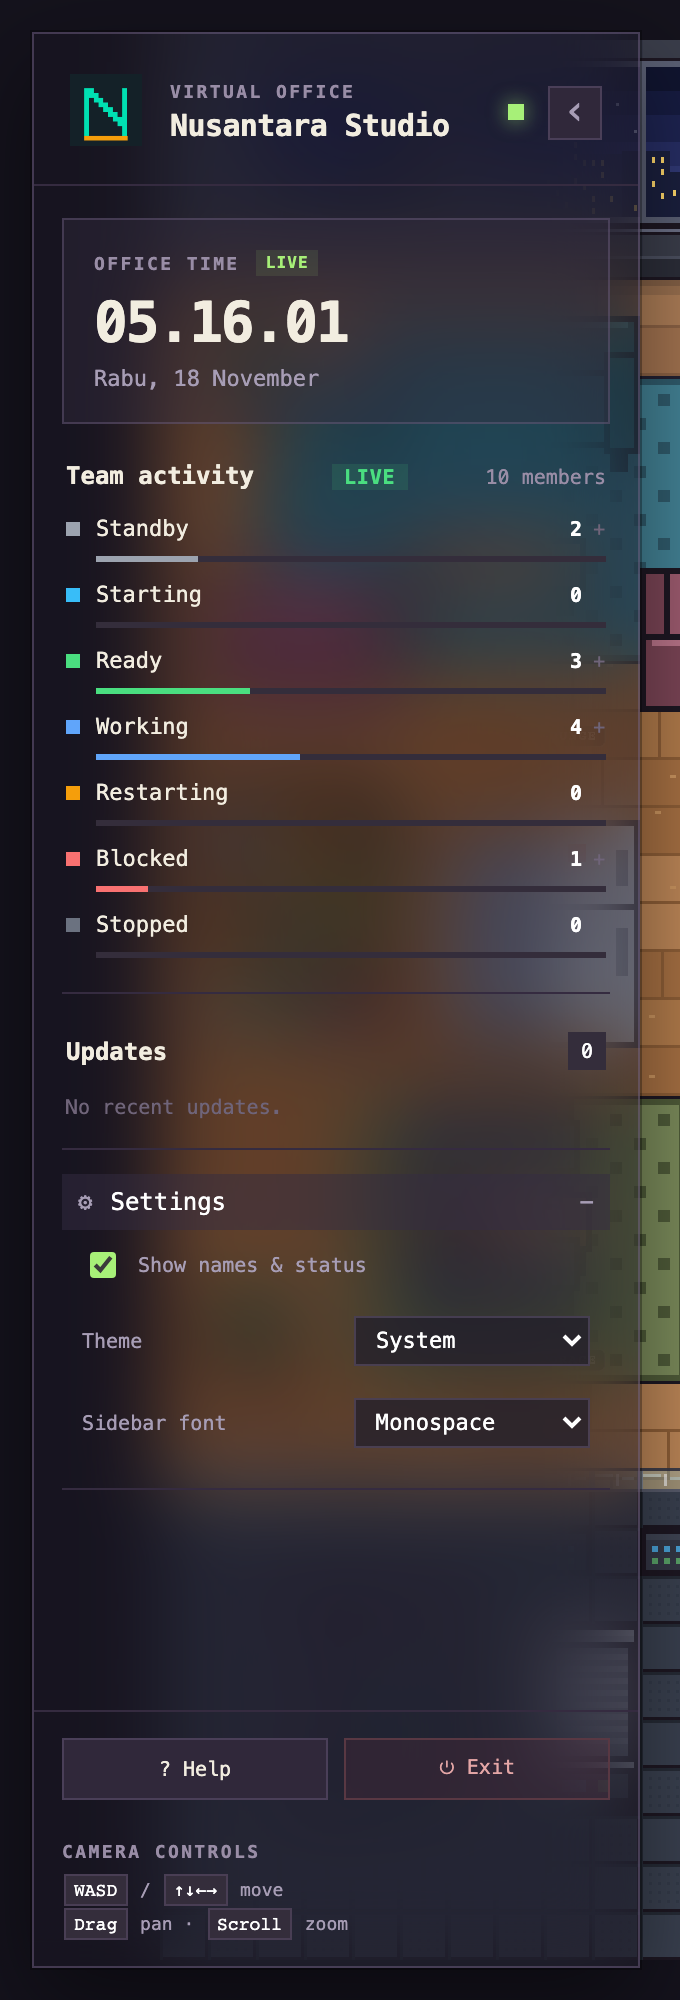 VIRTUAL OFFICE
Nusantara Studio
OFFICE TIME LIVE
05.16.01
Rabu, 18 November
Team activity LIVE 10 members
Standby 2 +
Starting 0
Ready 3 +
Working 4 +
Restarting 0
Blocked 1 +
Stopped 0
Updates 0
No recent updates.
⚙ Settings −
Show names & status
Theme System
Sidebar font Monospace
? Help
⏻ Exit
CAMERA CONTROLS
WASD / ↑↓←→ move
Drag pan · Scroll zoom